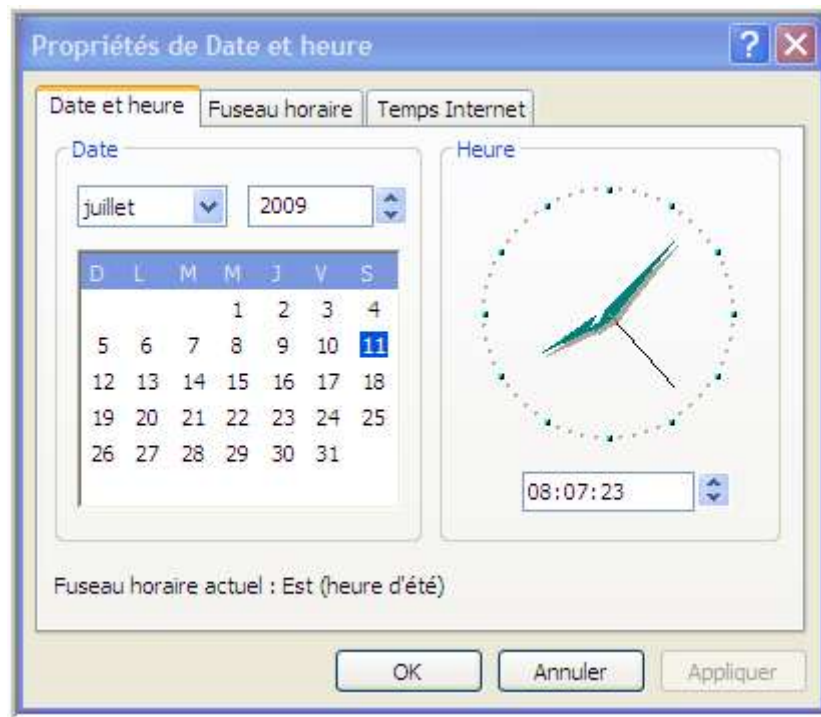 Propriétés de Date et heure
Date et heure Fuseau horaire Temps Internet
Date
juillet 2009
D L M M J V S
1 2 3 4
5 6 7 8 9 10 11
12 13 14 15 16 17 18
19 20 21 22 23 24 25
26 27 28 29 30 31
Heure
08:07:23
Fuseau horaire actuel : Est (heure d'été)
OK Annuler Appliquer